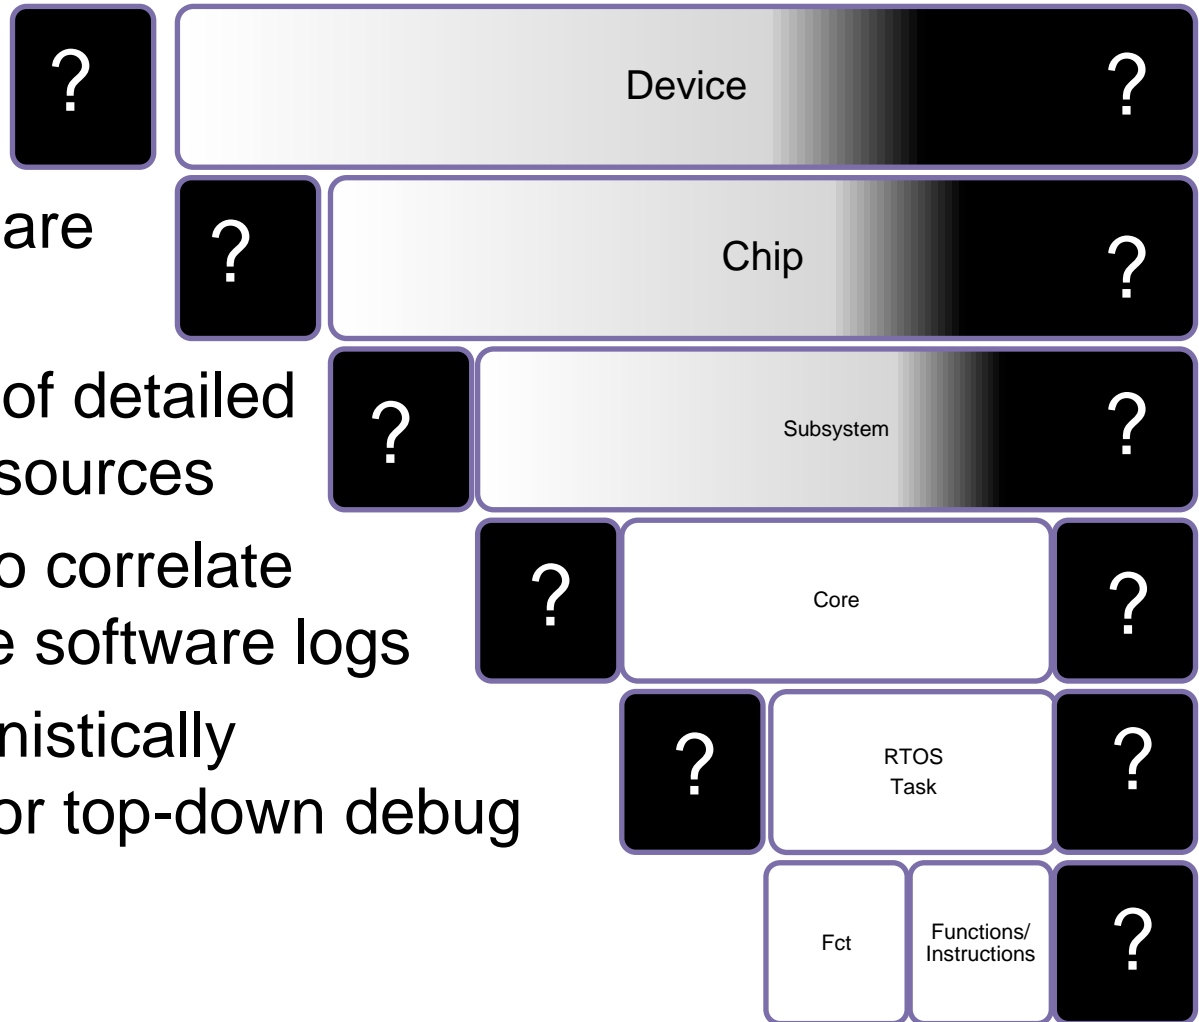 ?
Device
?
are
?
Chip
?
of detailed
sources
?
Subsystem
?
o correlate
e software logs
?
Core
?
nistically
or top-down debug
?
RTOS
Task
?
Fct
Functions/
Instructions
?